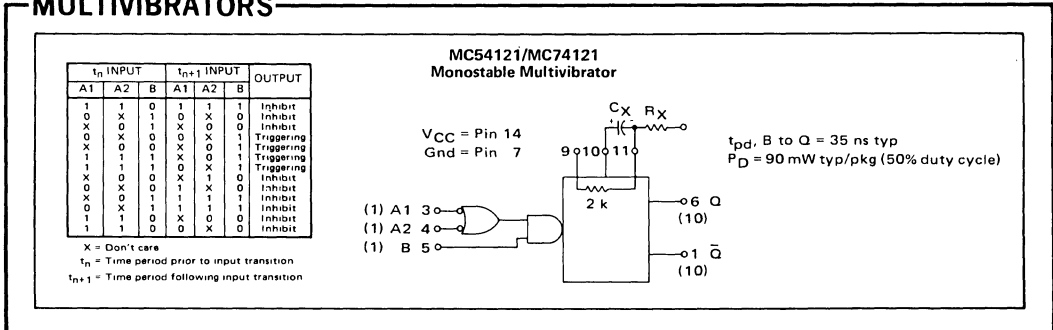 MULTIVIBRATORS
MC54121/MC74121
Monostable Multivibrator
tn INPUT tn+1 INPUT OUTPUT
A1 A2 B A1 A2 B
1 1 0 1 1 1 Inhibit
0 X 1 0 X 0 Inhibit
X 0 1 X 0 0 Inhibit
0 X 0 0 X 1 Triggering
X 0 0 X 0 1 Triggering
1 1 1 X 0 1 Triggering
1 1 1 0 X 1 Triggering
X 0 0 X 1 0 Inhibit
0 X 0 1 X 0 Inhibit
X 0 1 1 1 1 Inhibit
0 X 1 1 1 1 Inhibit
1 1 0 X 0 0 Inhibit
1 1 0 0 X 0 Inhibit
X = Don't care
tn = Time period prior to input transition
tn+1 = Time period following input transition
VCC = Pin 14
Gnd = Pin 7
CX RX
+ -
9 10 11
2 k
(1) A1 3
(1) A2 4
(1) B 5
6 Q
(10)
1 Q̄
(10)
tpd, B to Q = 35 ns typ
PD = 90 mW typ/pkg (50% duty cycle)